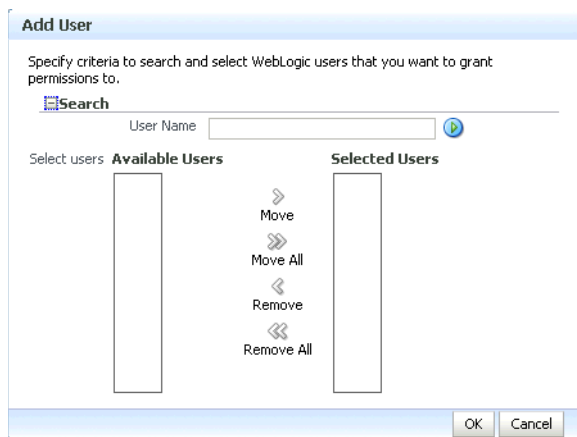 Add User
Specify criteria to search and select WebLogic users that you want to grant
permissions to.
Search
User Name
Select users Available Users Selected Users
Move
Move All
Remove
Remove All
OK Cancel